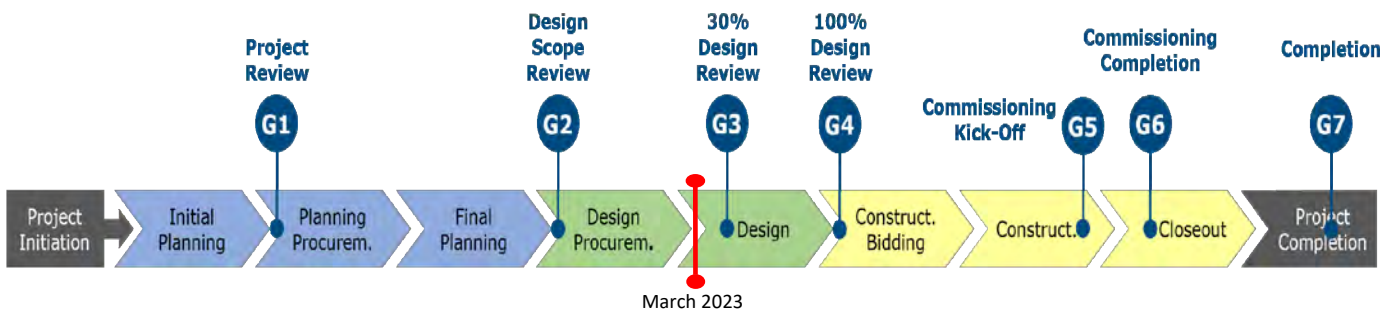 Project
Review
G1
Design
Scope
Review
G2
30%
Design
Review
G3
100%
Design
Review
G4
Commissioning
Kick-Off
G5
Commissioning
Completion
G6
Completion
G7
Project
Initiation
Initial
Planning
Planning
Procurem.
Final
Planning
Design
Procurem.
Design
Construct.
Bidding
Construct.
Closeout
Project
Completion
March 2023